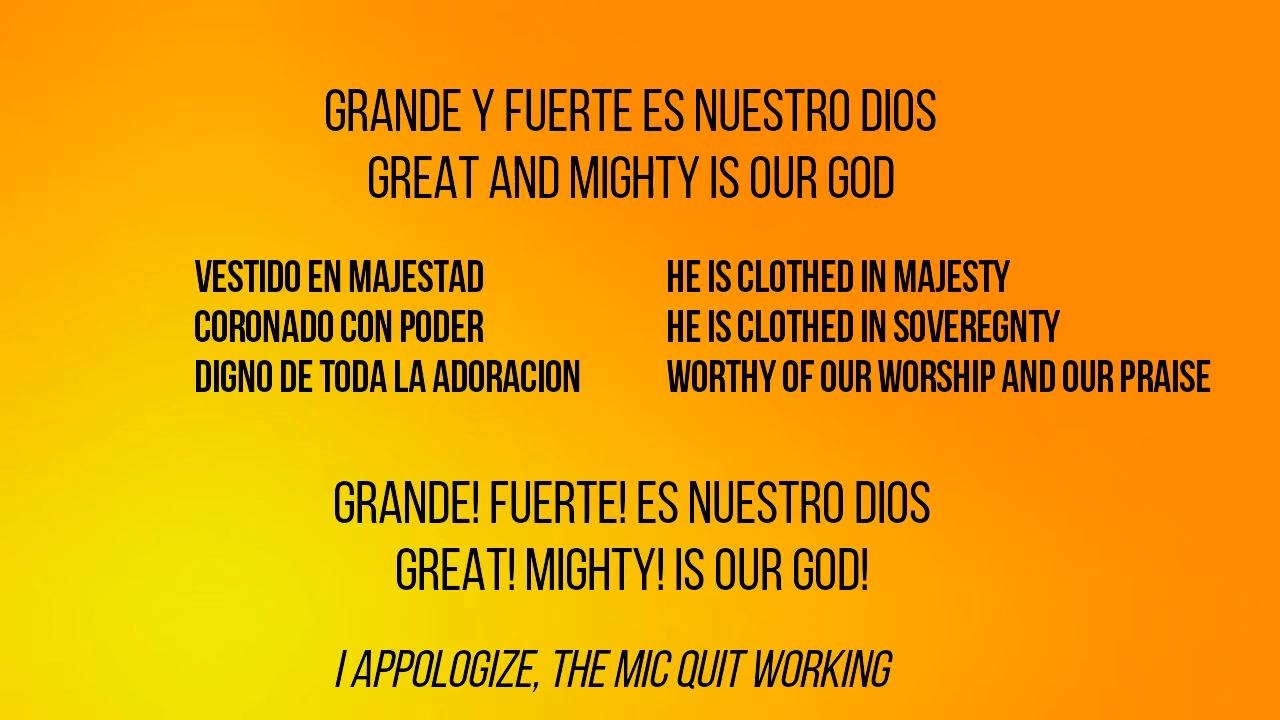 GRANDE Y FUERTE ES NUESTRO DIOS
GREAT AND MIGHTY IS OUR GOD
VESTIDO EN MAJESTAD
CORONADO CON PODER
DIGNO DE TODA LA ADORACION
HE IS CLOTHED IN MAJESTY
HE IS CLOTHED IN SOVEREGNTY
WORTHY OF OUR WORSHIP AND OUR PRAISE
GRANDE! FUERTE! ES NUESTRO DIOS
GREAT! MIGHTY! IS OUR GOD!
I APPOLOGIZE, THE MIC QUIT WORKING